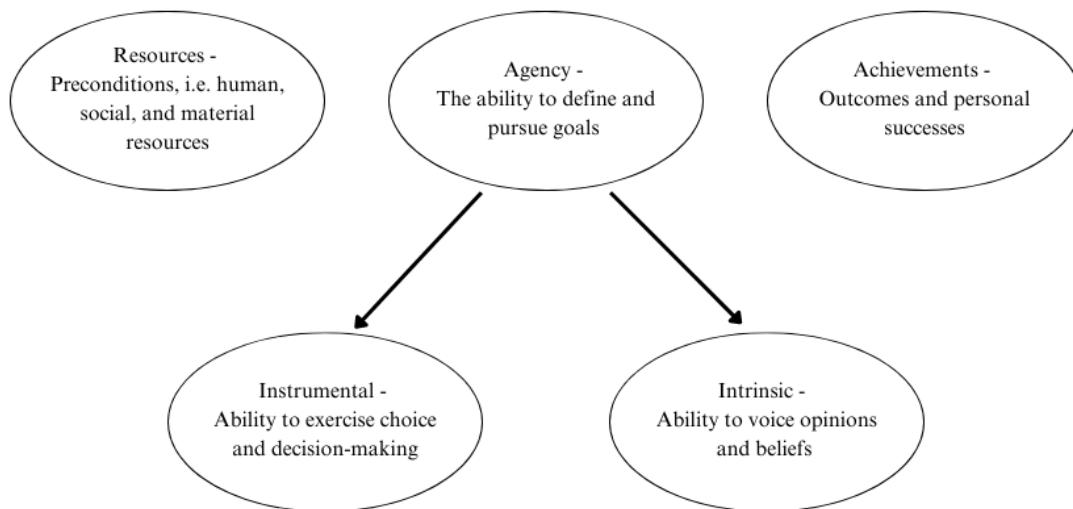 Resources -
Preconditions, i.e. human,
social, and material
resources
Agency -
The ability to define and
pursue goals
Achievements -
Outcomes and personal
successes
Instrumental -
Ability to exercise choice
and decision-making
Intrinsic -
Ability to voice opinions
and beliefs